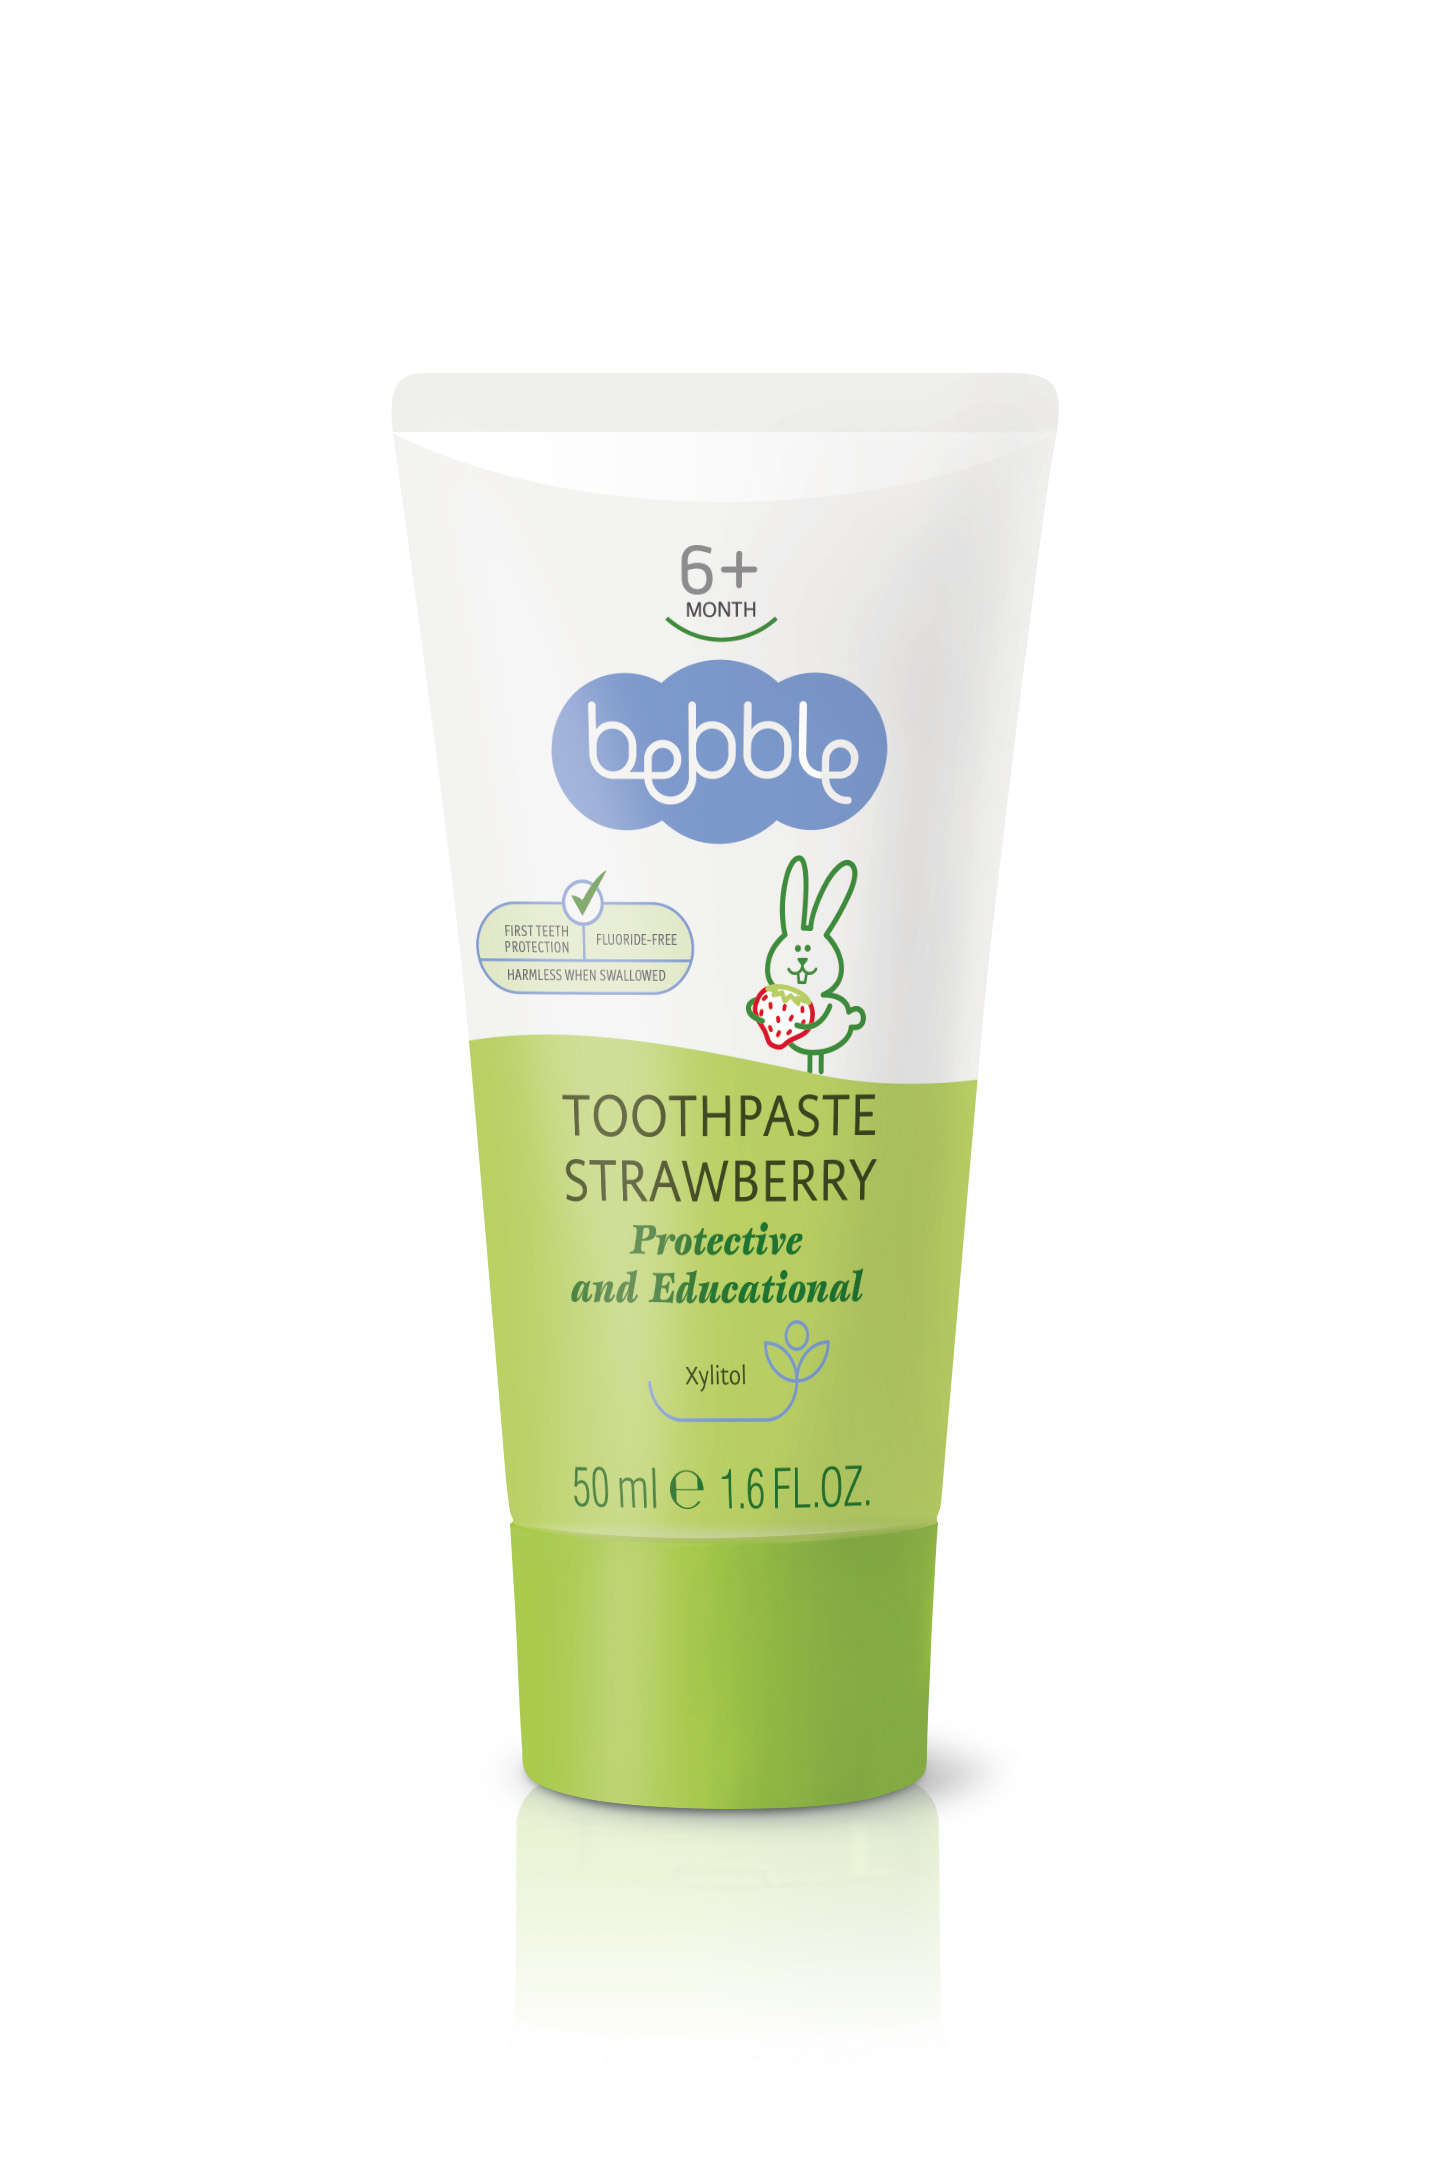 6+
MONTH
bebble
FIRST TEETH
PROTECTION
FLUORIDE-FREE
HARMLESS WHEN SWALLOWED
TOOTHPASTE
STRAWBERRY
Protective
and Educational
Xylitol
50 ml ℮ 1.6 FL.OZ.